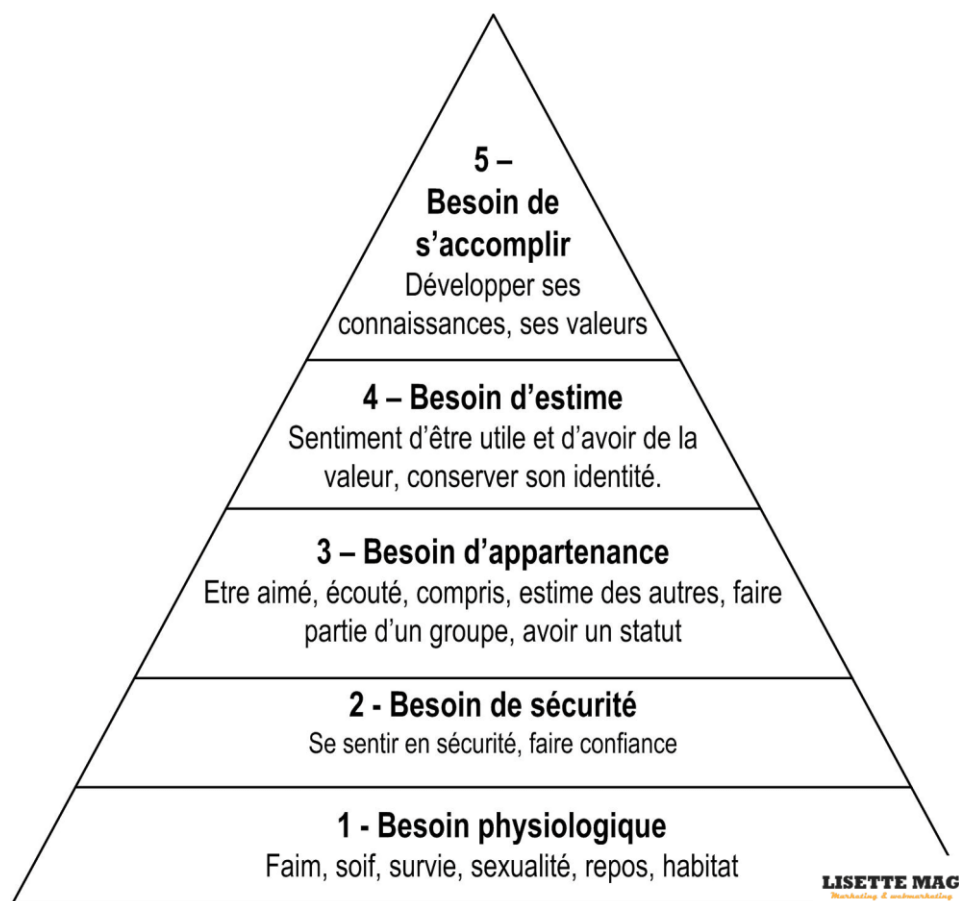 5 –
Besoin de
s’accomplir
Développer ses
connaissances, ses valeurs
4 – Besoin d’estime
Sentiment d’être utile et d’avoir de la
valeur, conserver son identité.
3 – Besoin d’appartenance
Etre aimé, écouté, compris, estime des autres, faire
partie d’un groupe, avoir un statut
2 - Besoin de sécurité
Se sentir en sécurité, faire confiance
1 - Besoin physiologique
Faim, soif, survie, sexualité, repos, habitat
LISETTE MAG
Marketing & webmarketing